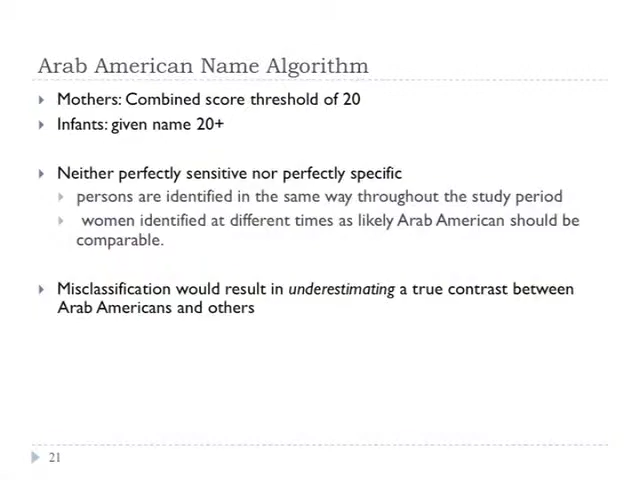 Arab American Name Algorithm
Mothers: Combined score threshold of 20
Infants: given name 20+
Neither perfectly sensitive nor perfectly specific
persons are identified in the same way throughout the study period
women identified at different times as likely Arab American should be
comparable.
Misclassification would result in underestimating a true contrast between
Arab Americans and others
21